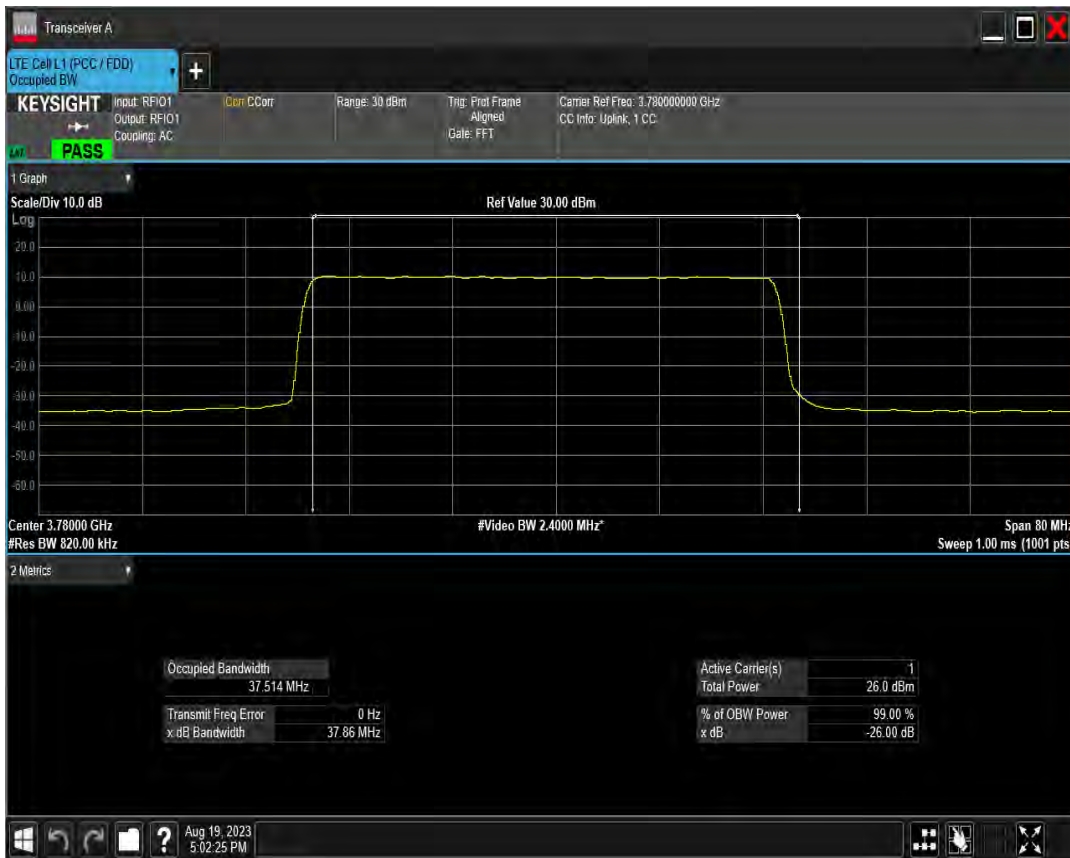 Transceiver A
LTE Cell L1 (PCC / FDD)
Occupied BW
+
KEYSIGHT
Input: RFIO1
Output: RFIO1
Coupling: AC
PASS
Corr CCorr
Range: 30 dBm
Trig: Prot Frame
Aligned
Gate: FFT
Carrier Ref Freq: 3.780000000 GHz
CC Info: Uplink, 1 CC
1 Graph
Scale/Div 10.0 dB
Ref Value 30.00 dBm
Log
20.0
10.0
0.00
-10.0
-20.0
-30.0
-40.0
-50.0
-60.0
Center 3.78000 GHz
#Video BW 2.4000 MHz*
Span 80 MHz
#Res BW 820.00 kHz
Sweep 1.00 ms (1001 pts
2 Metrics
Occupied Bandwidth
37.514 MHz
Transmit Freq Error 0 Hz
x dB Bandwidth 37.86 MHz
Active Carrier(s) 1
Total Power 26.0 dBm
% of OBW Power 99.00 %
x dB -26.00 dB
?
Aug 19, 2023
5:02:25 PM